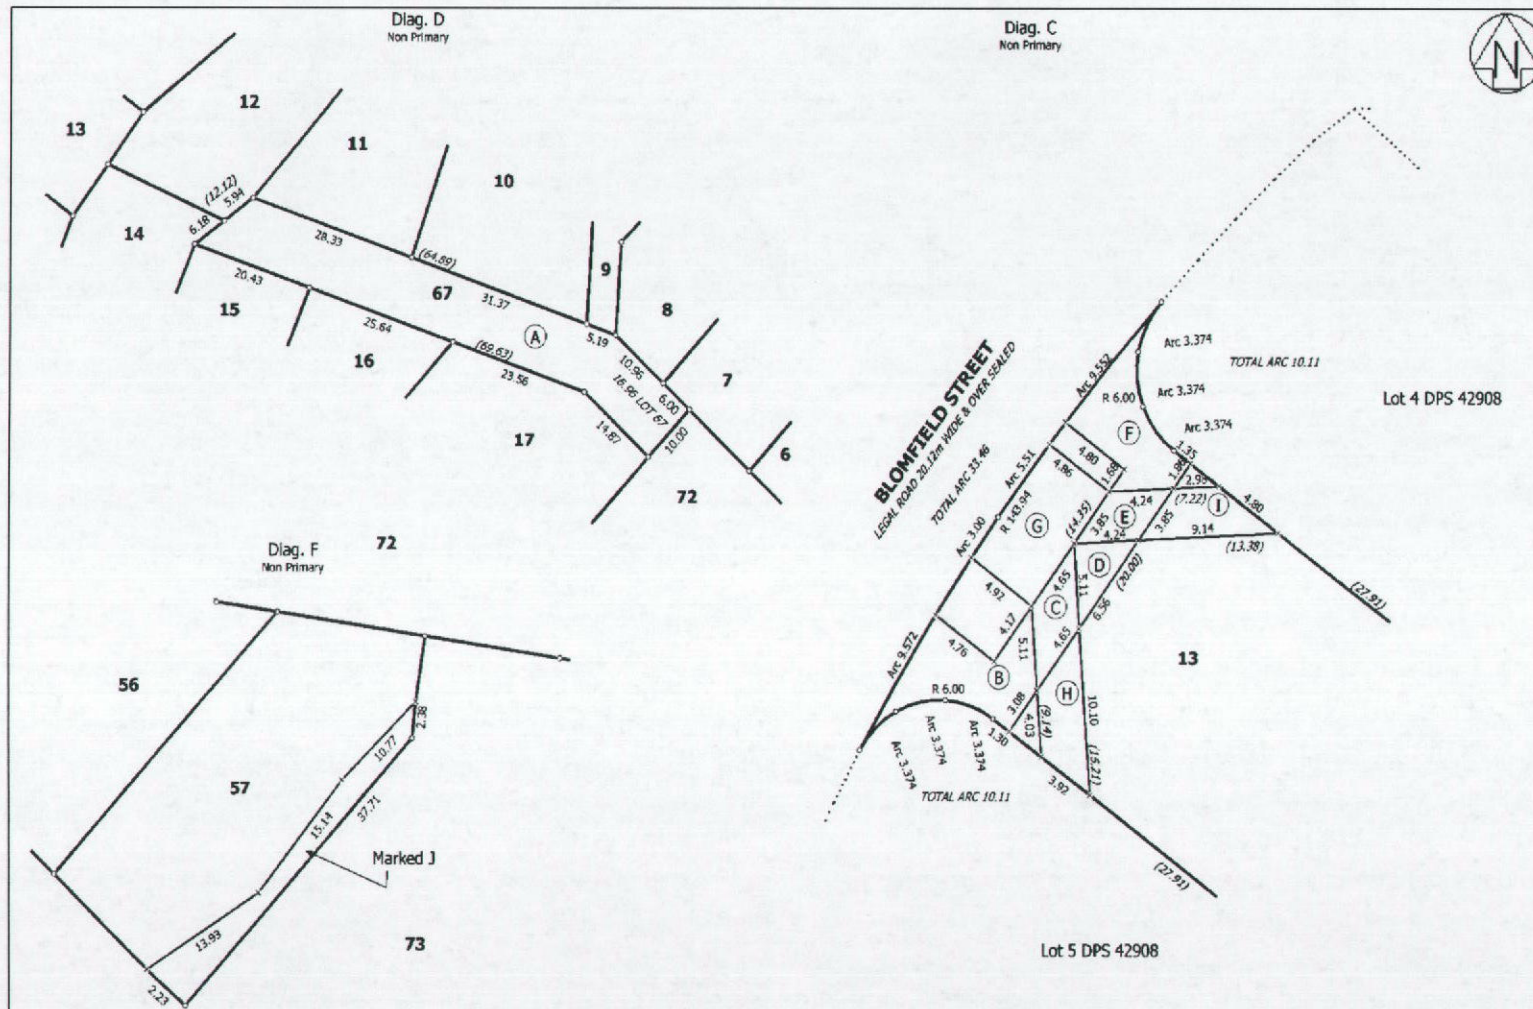 Diag. D
Non Primary
12
13
11
10
(12.12)
5.94
6.18
14
28.33
(64.89)
9
20.43
67
31.37
8
15
25.64
A
5.19
16
(69.63)
23.56
10.96
16.96 LOT 67
6.00
7
17
14.87
10.00
6
72
Diag. F
Non Primary
72
56
2.38
10.77
57
15.14
37.71
Marked J
13.93
73
2.23
Diag. C
Non Primary
N
BLOMFIELD STREET
LEGAL ROAD 20.12m WIDE & OVER SEALED
TOTAL ARC 33.46
Arc 9.552
Arc 3.374
TOTAL ARC 10.11
R 6.00
Arc 3.374
Lot 4 DPS 42908
Arc 3.374
F
1.35
4.80
4.86
1.68
1.86
2.99
Arc 5.51
R 143.94
(7.22)
I
4.80
4.24
E
G
(14.35)
3.85
3.85
9.14
Arc 3.00
4.24
(13.38)
D
4.92
4.65
5.11
(20.00)
6.56
(27.91)
C
4.17
Arc 9.572
4.76
5.11
4.65
13
B
R 6.00
3.08
H
Arc 3.374
Arc 3.374
Arc 3.374
1.30
4.03
(9.14)
10.10
(15.21)
3.92
TOTAL ARC 10.11
(27.91)
Lot 5 DPS 42908